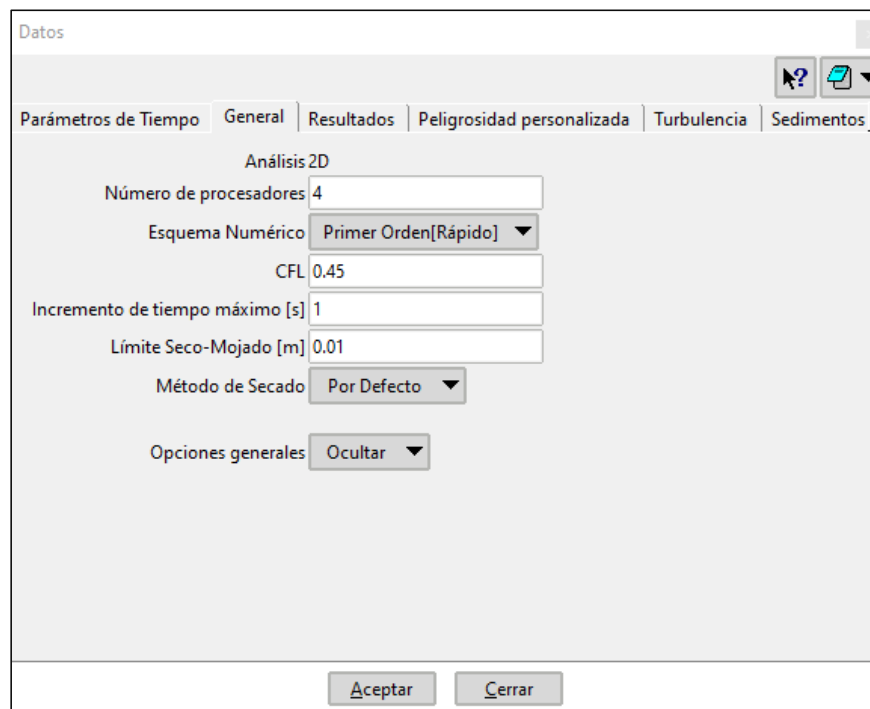 Datos
Parámetros de Tiempo General Resultados Peligrosidad personalizada Turbulencia Sedimentos
Análisis 2D
Número de procesadores 4
Esquema Numérico Primer Orden[Rápido]
CFL 0.45
Incremento de tiempo máximo [s] 1
Límite Seco-Mojado [m] 0.01
Método de Secado Por Defecto
Opciones generales Ocultar
Aceptar Cerrar